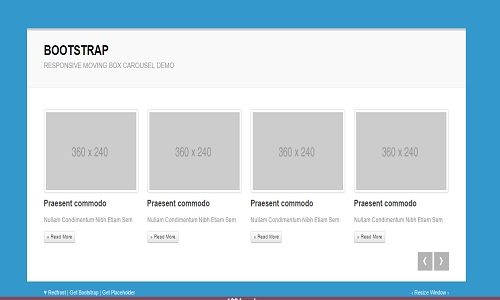 BOOTSTRAP
RESPONSIVE MOVING BOX CAROUSEL DEMO
360 x 240 360 x 240 360 x 240 360 x 240
Praesent commodo Praesent commodo Praesent commodo Praesent commodo
Nullam Condimentum Nibh Etiam Sem Nullam Condimentum Nibh Etiam Sem Nullam Condimentum Nibh Etiam Sem Nullam Condimentum Nibh Etiam Sem
» Read More » Read More » Read More » Read More
♥ Redfrost | Get Bootstrap | Get Placeholder ‹ Resize Window ›